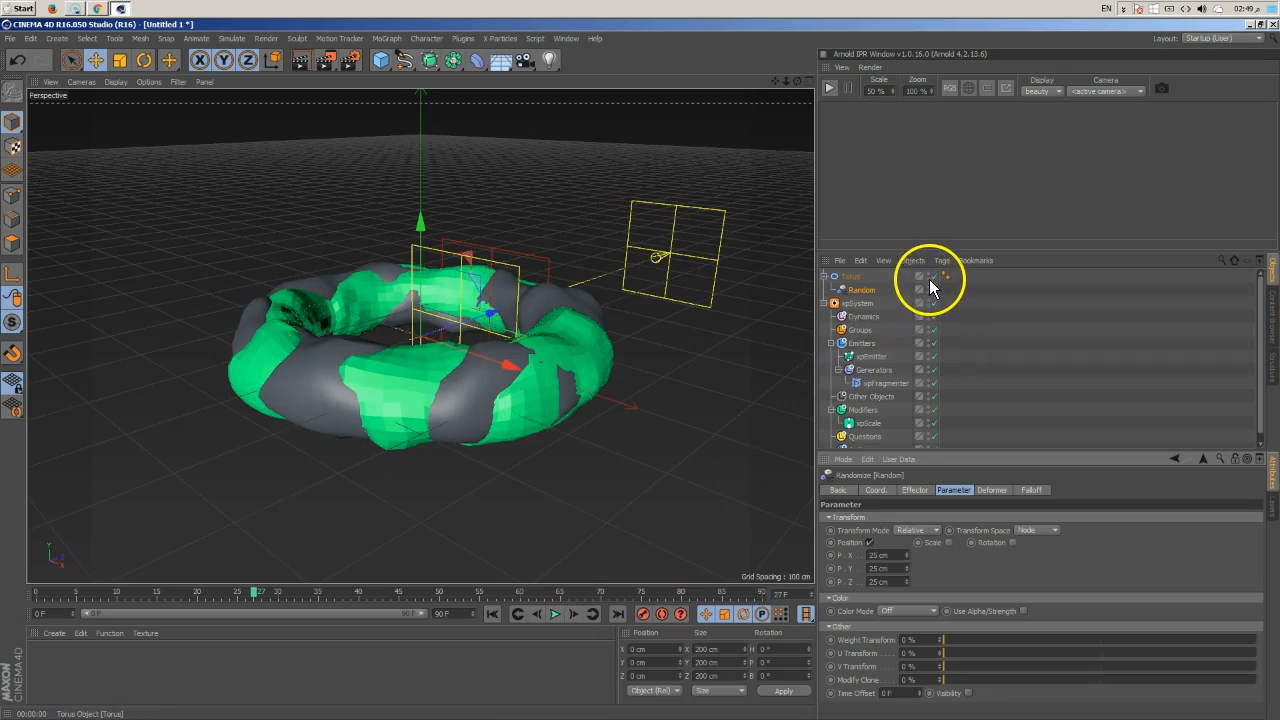 Start
EN
02:49 م
CINEMA 4D R16.050 Studio (R16) - [Untitled 1 *]
File Edit Create Select Tools Mesh Snap Animate Simulate Render Sculpt Motion Tracker MoGraph Character Plugins X-Particles Script Window Help
Layout: Startup (User)
X Y Z
Arnold IPR Window v1.0.16.0 (Arnold 4.2.13.6)
View Cameras Display Options Filter Panel
View Render
Scale Zoom Display Camera
50 % 100 % RGB beauty <active camera>
Perspective
File Edit View Objects Tags Bookmarks
Torus
Random
xpSystem
Dynamics
Groups
Emitters
xpEmitter
Generators
xpFragmenter
Other Objects
Modifiers
xpScale
Questions
Objects
Content Browser
Structure
Mode Edit User Data
Randomize [Random]
Basic Coord. Effector Parameter Deformer Falloff
Parameter
Transform
Transform Mode Relative Transform Space Node
Position Scale Rotation
P . X 25 cm
P . Y 25 cm
P . Z 25 cm
Color
Color Mode Off Use Alpha/Strength
Other
Weight Transform 0 %
U Transform 0 %
V Transform 0 %
Modify Clone 0 %
Time Offset 0 F Visibility
Attributes
Layers
Y
Z
X
Grid Spacing : 100 cm
0 5 10 15 20 25 27 30 35 40 45 50 55 60 65 70 75 80 85 90 27 F
0 F 0 F 90 F 90 F
Create Edit Function Texture
Position Size Rotation
X 0 cm X 200 cm H 0 °
Y 0 cm Y 200 cm P 0 °
Z 0 cm Z 200 cm B 0 °
Object (Rel) Size Apply
MAXON
CINEMA 4D
00:00:00 Torus Object [Torus]